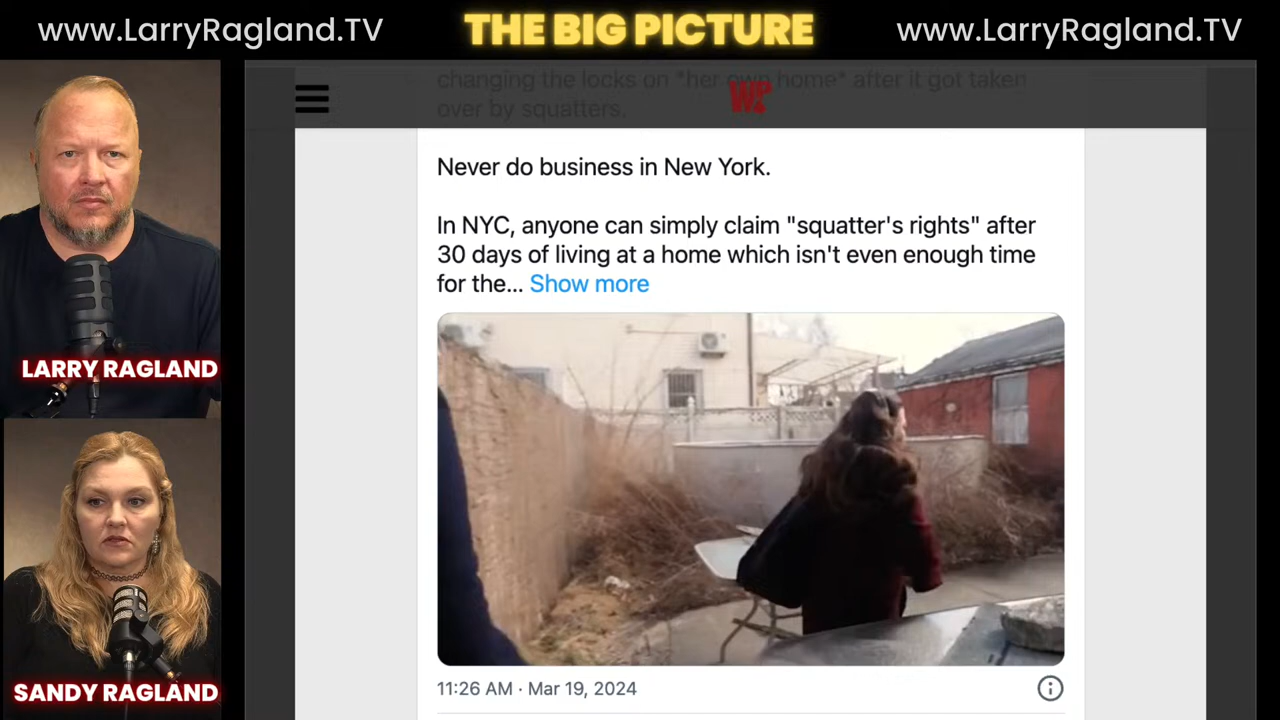 www.LarryRagland.TV
THE BIG PICTURE
www.LarryRagland.TV
changing the locks on *her own home* after it got taken
over by squatters.
Never do business in New York.
In NYC, anyone can simply claim "squatter's rights" after
30 days of living at a home which isn't even enough time
for the... Show more
11:26 AM · Mar 19, 2024
LARRY RAGLAND
SANDY RAGLAND